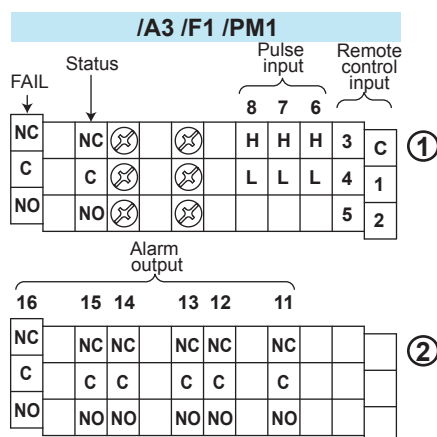 /A3 /F1 /PM1
Pulse input
Remote control input
Status
FAIL
8 7 6
NC NC H H H 3 C ①
C C L L L 4 1
NO NO 5 2
Alarm output
16 15 14 13 12 11
NC NC NC NC NC NC ②
C C C C C C
NO NO NO NO NO NO